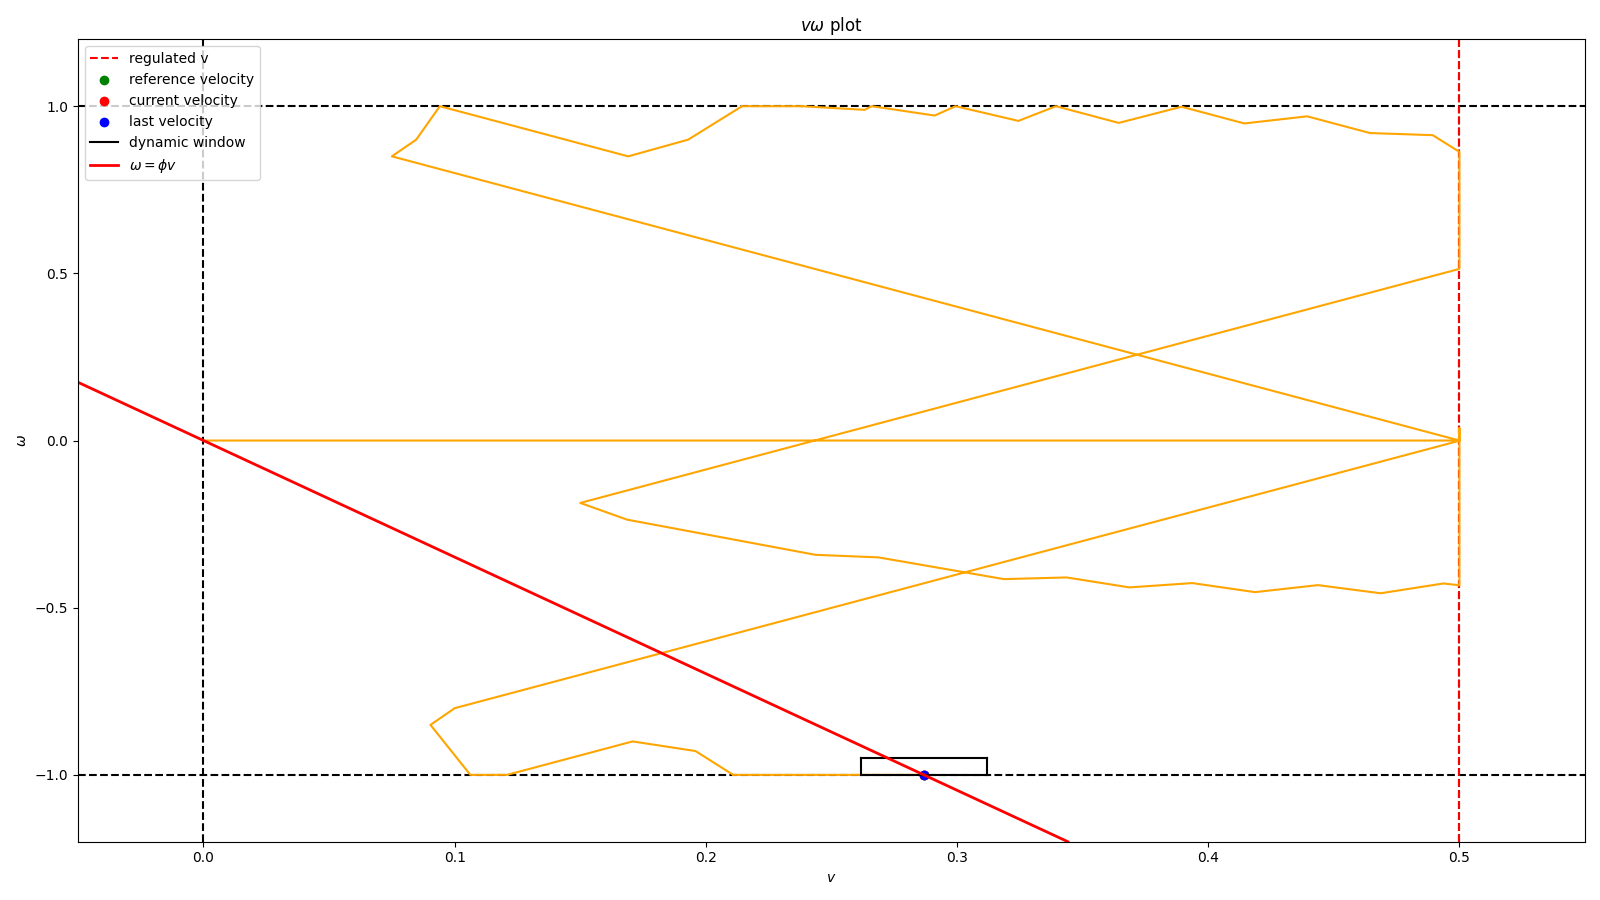 vω plot
regulated v
reference velocity
current velocity
last velocity
dynamic window
ω = ϕv
1.0
0.5
0.0
−0.5
−1.0
ω
0.0 0.1 0.2 0.3 0.4 0.5
v